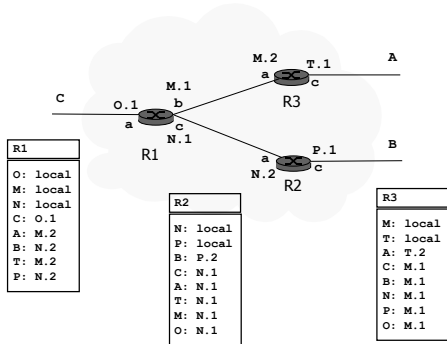 M.2
T.1
A
a
c
R3
C
O.1
M.1
b
a
c
N.1
R1
P.1
B
a
c
N.2
R2
R1
O: local
M: local
N: local
C: O.1
A: M.2
B: N.2
T: M.2
P: N.2
R2
N: local
P: local
B: P.2
C: N.1
A: N.1
T: N.1
M: N.1
O: N.1
R3
M: local
T: local
A: T.2
C: M.1
B: M.1
N: M.1
P: M.1
O: M.1